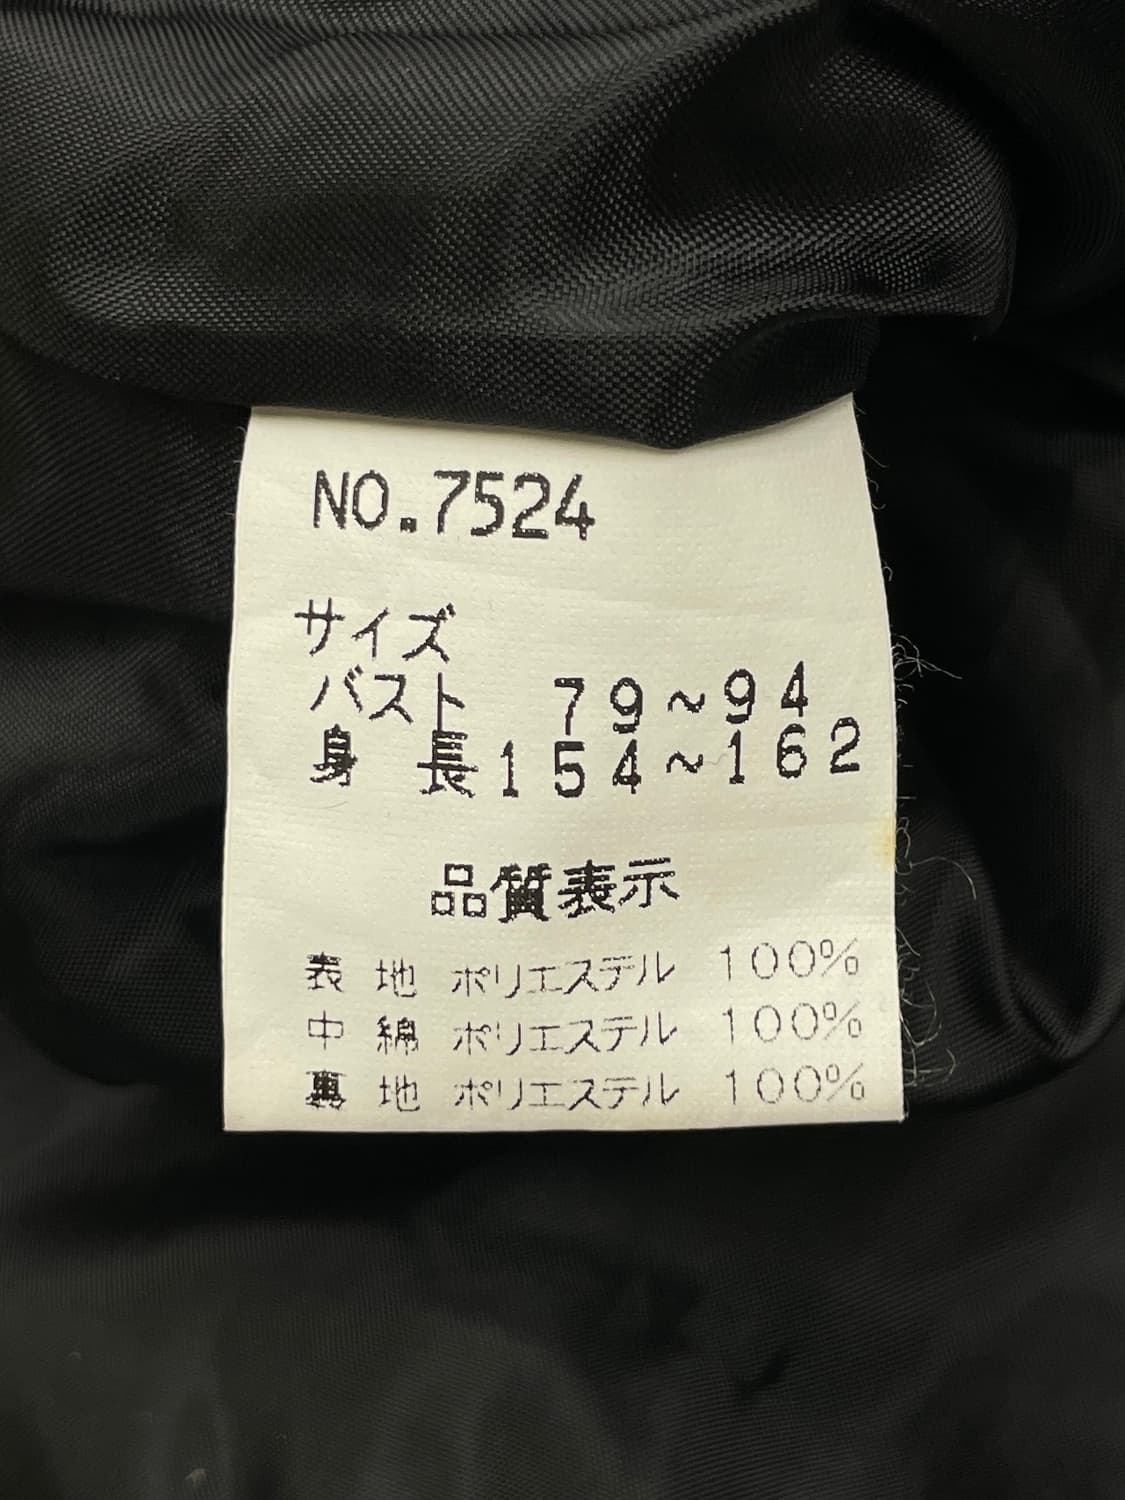 NO.7524
サイズ
バスト 79~94
身 長154~162
品質表示
表 地 ポリエステル 100%
中 綿 ポリエステル 100%
裏 地 ポリエステル 100%